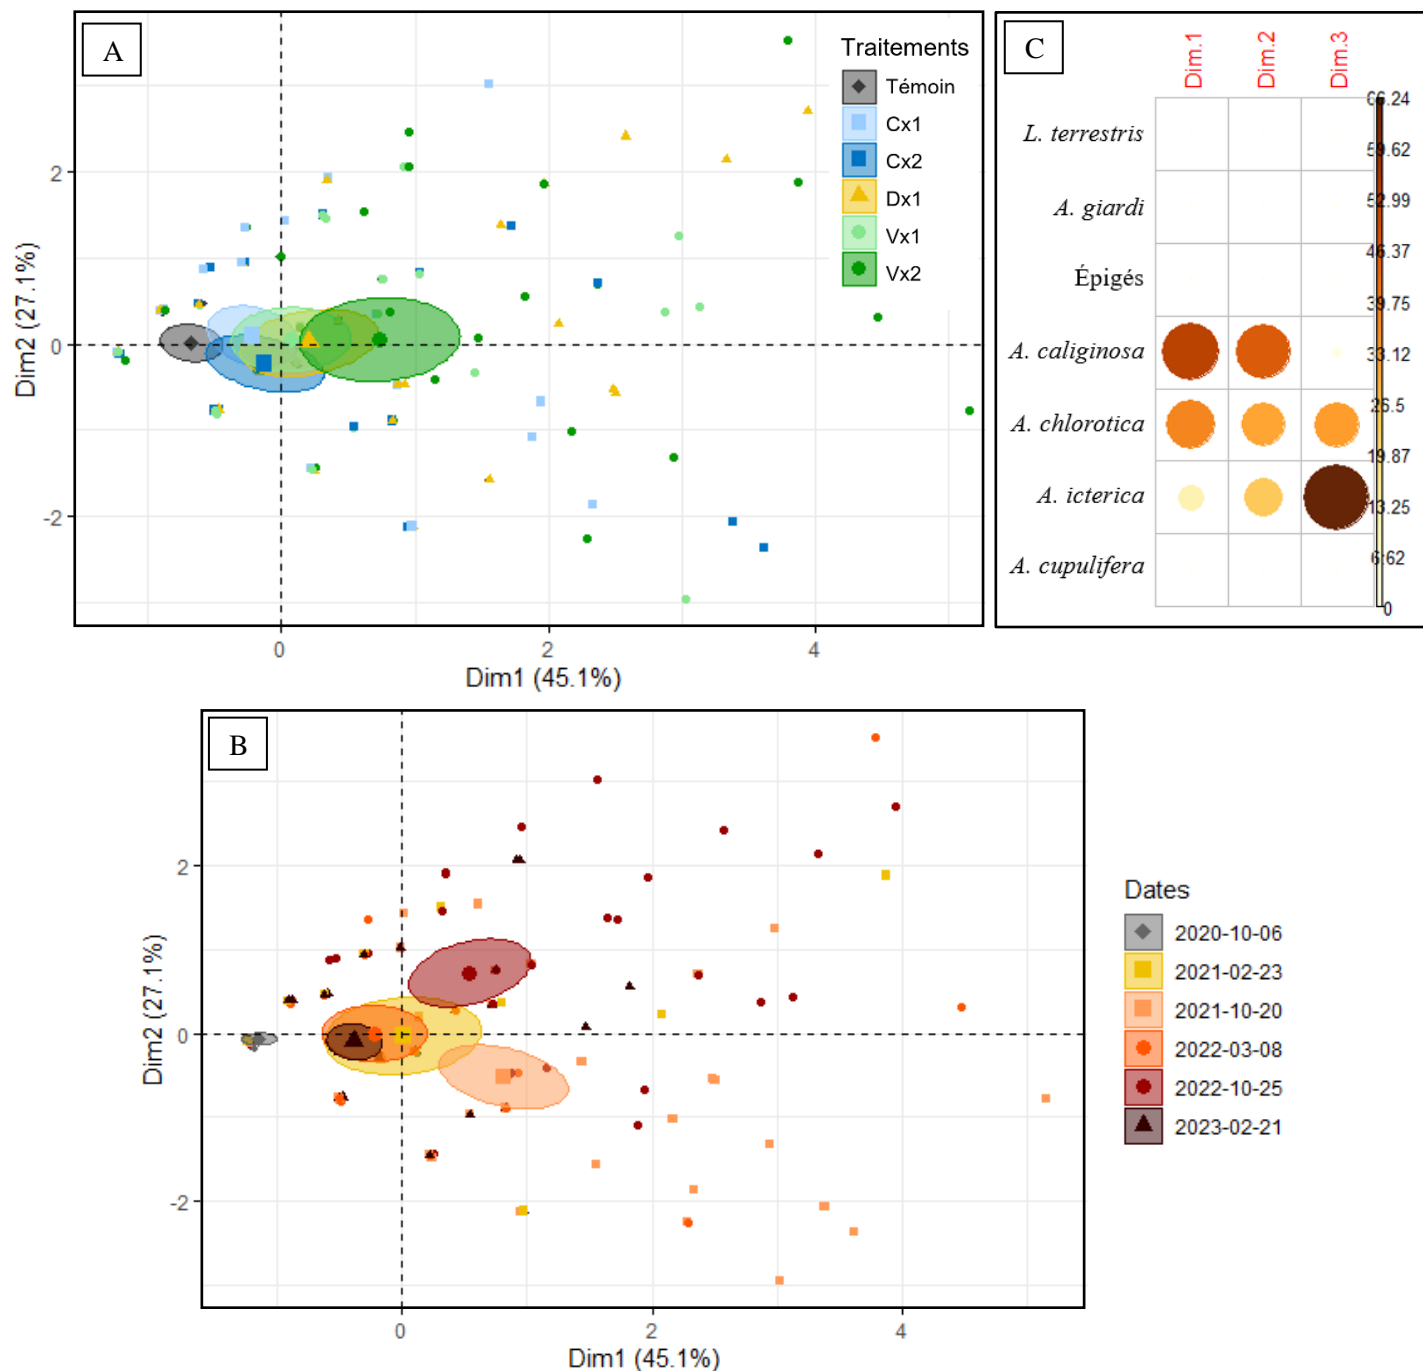 A
Traitements
Témoin
Cx1
Cx2
Dx1
Vx1
Vx2
2
0
-2
Dim2 (27.1%)
0
2
4
Dim1 (45.1%)
C
Dim.1
Dim.2
Dim.3
L. terrestris
A. giardi
Épigés
A. caliginosa
A. chlorotica
A. icterica
A. cupulifera
66.24
59.62
52.99
46.37
39.75
33.12
26.5
19.87
13.25
6.62
0
B
2
0
-2
Dim2 (27.1%)
0
2
4
Dim1 (45.1%)
Dates
2020-10-06
2021-02-23
2021-10-20
2022-03-08
2022-10-25
2023-02-21